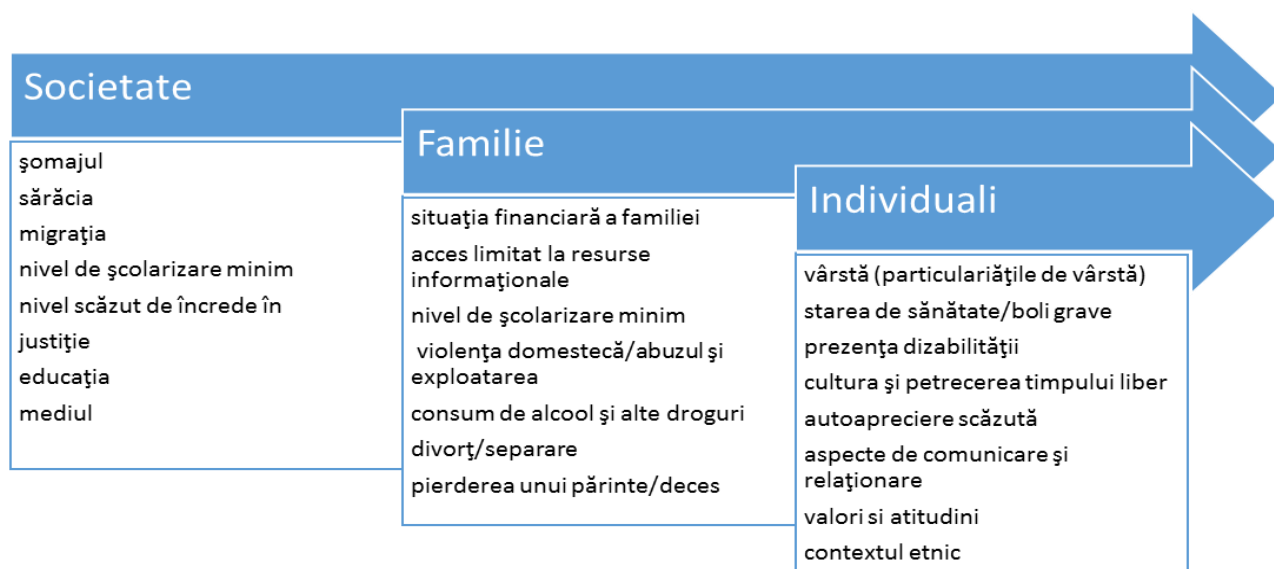 Societate
şomajul
sărăcia
migraţia
nivel de şcolarizare minim
nivel scăzut de încrede în
justiţie
educaţia
mediul
Familie
situaţia financiară a familiei
acces limitat la resurse
informaţionale
nivel de şcolarizare minim
violenţa domestecă/abuzul şi
exploatarea
consum de alcool şi alte droguri
divorţ/separare
pierderea unui părinte/deces
Individuali
vârstă (particulariăţile de vârstă)
starea de sănătate/boli grave
prezenţa dizabilităţii
cultura şi petrecerea timpului liber
autoapreciere scăzută
aspecte de comunicare şi
relaţionare
valori si atitudini
contextul etnic